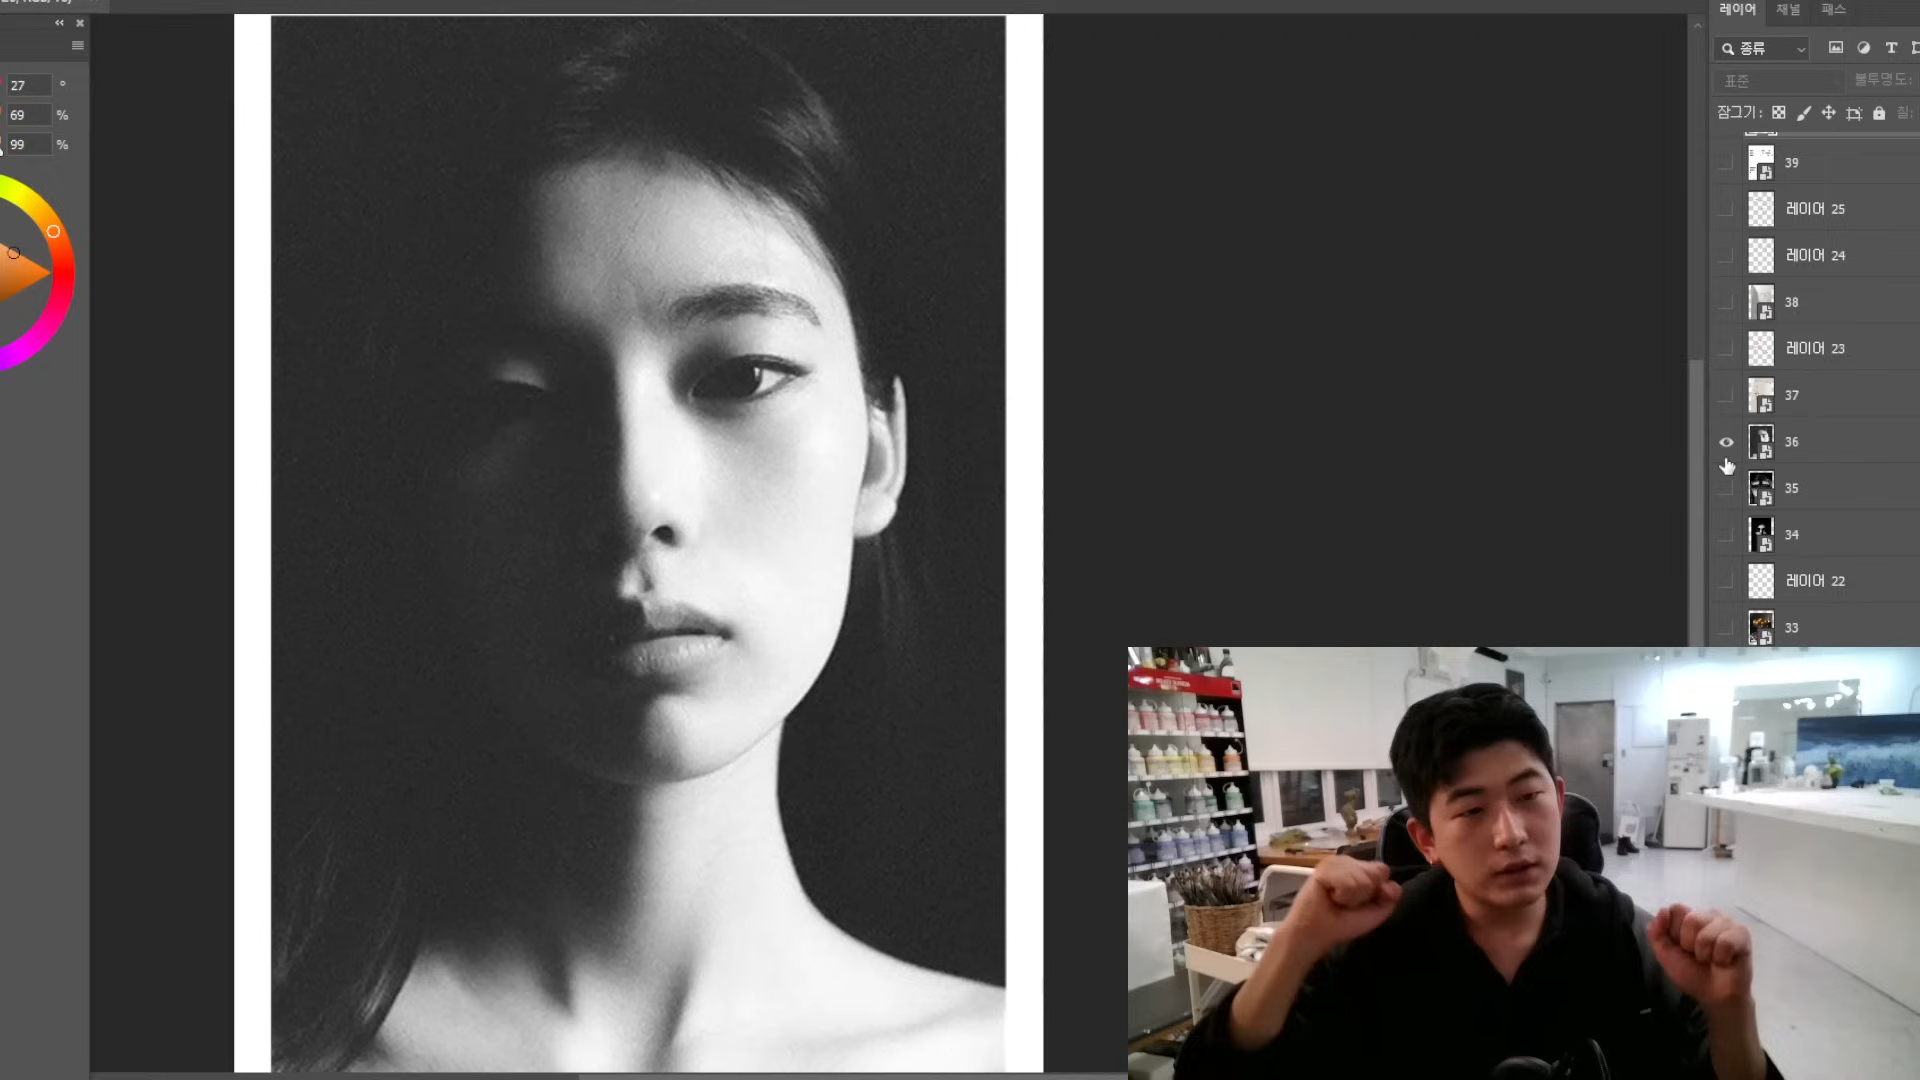 레이어 채널 패스
27 °
종류
T
69 %
표준 불투명도:
99 %
잠그기: 칠:
39
레이어 25
레이어 24
38
레이어 23
37
36
35
34
레이어 22
33